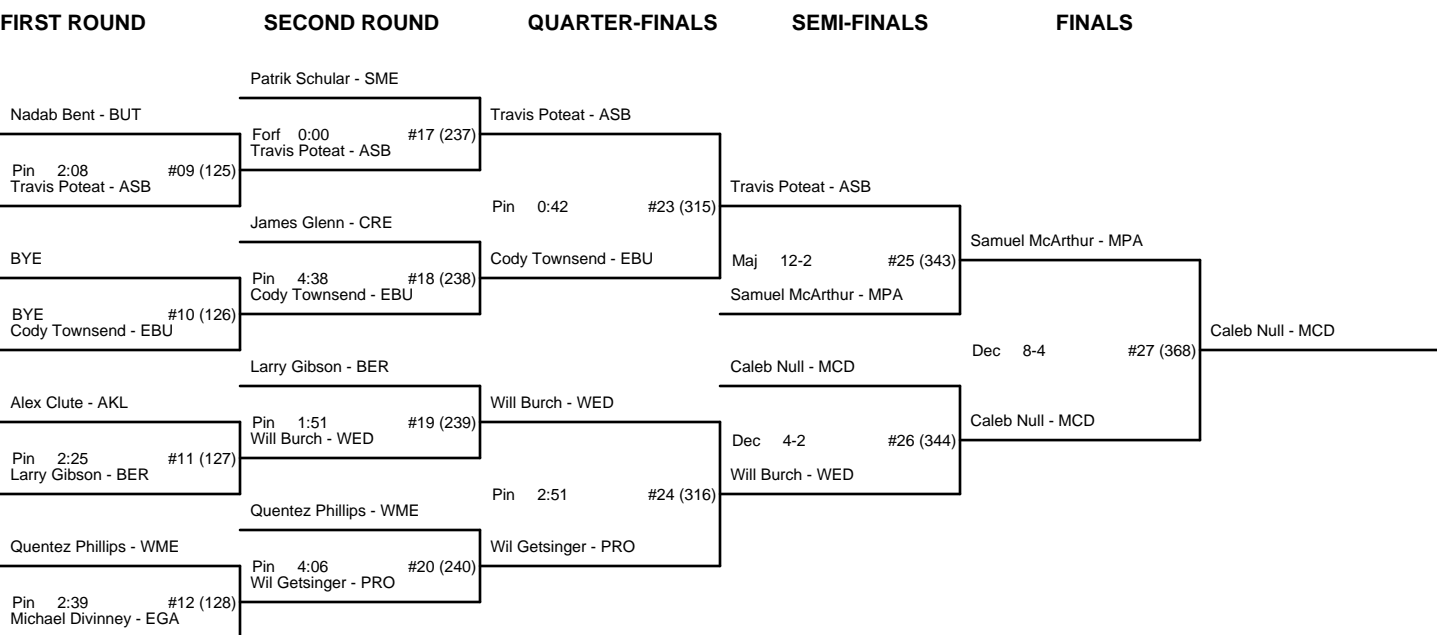 FIRST ROUND
SECOND ROUND
QUARTER-FINALS
SEMI-FINALS
FINALS
Nadab Bent - BUT
Pin 2:08 #09 (125)
Travis Poteat - ASB
BYE
BYE #10 (126)
Cody Townsend - EBU
Alex Clute - AKL
Pin 2:25 #11 (127)
Larry Gibson - BER
Quentez Phillips - WME
Pin 2:39 #12 (128)
Michael Divinney - EGA
Patrik Schular - SME
Forf 0:00 #17 (237)
Travis Poteat - ASB
James Glenn - CRE
Pin 4:38 #18 (238)
Cody Townsend - EBU
Larry Gibson - BER
Pin 1:51 #19 (239)
Will Burch - WED
Quentez Phillips - WME
Pin 4:06 #20 (240)
Wil Getsinger - PRO
Travis Poteat - ASB
Pin 0:42 #23 (315)
Cody Townsend - EBU
Will Burch - WED
Pin 2:51 #24 (316)
Wil Getsinger - PRO
Travis Poteat - ASB
Maj 12-2 #25 (343)
Samuel McArthur - MPA
Caleb Null - MCD
Dec 4-2 #26 (344)
Will Burch - WED
Samuel McArthur - MPA
Dec 8-4 #27 (368)
Caleb Null - MCD
Caleb Null - MCD